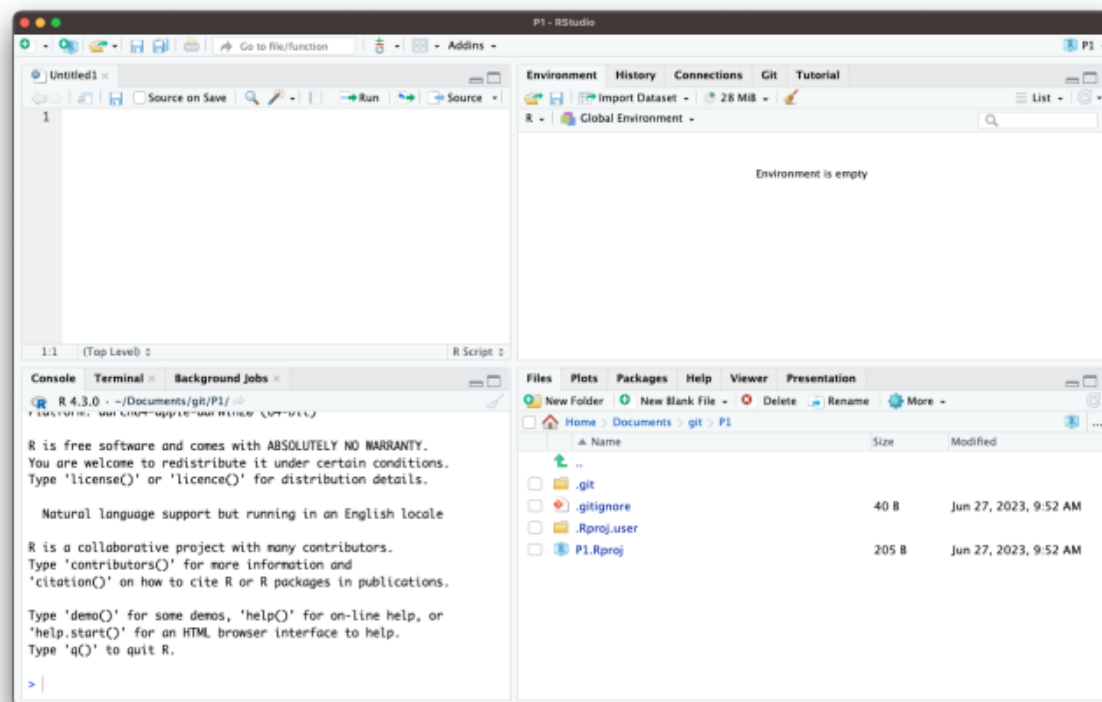 P1 - RStudio
Go to file/function Addins P1
Untitled1
Source on Save Run Source
1
1:1 (Top Level) R Script
Environment History Connections Git Tutorial
Import Dataset 28 MiB List
R Global Environment
Environment is empty
Console Terminal Background Jobs
R 4.3.0 · ~/Documents/git/P1/
R is free software and comes with ABSOLUTELY NO WARRANTY.
You are welcome to redistribute it under certain conditions.
Type 'license()' or 'licence()' for distribution details.
Natural language support but running in an English locale
R is a collaborative project with many contributors.
Type 'contributors()' for more information and
'citation()' on how to cite R or R packages in publications.
Type 'demo()' for some demos, 'help()' for on-line help, or
'help.start()' for an HTML browser interface to help.
Type 'q()' to quit R.
>
Files Plots Packages Help Viewer Presentation
New Folder New Blank File Delete Rename More
Home > Documents > git > P1 ...
Name Size Modified
..
.git
.gitignore 40 B Jun 27, 2023, 9:52 AM
.Rproj.user
P1.Rproj 205 B Jun 27, 2023, 9:52 AM